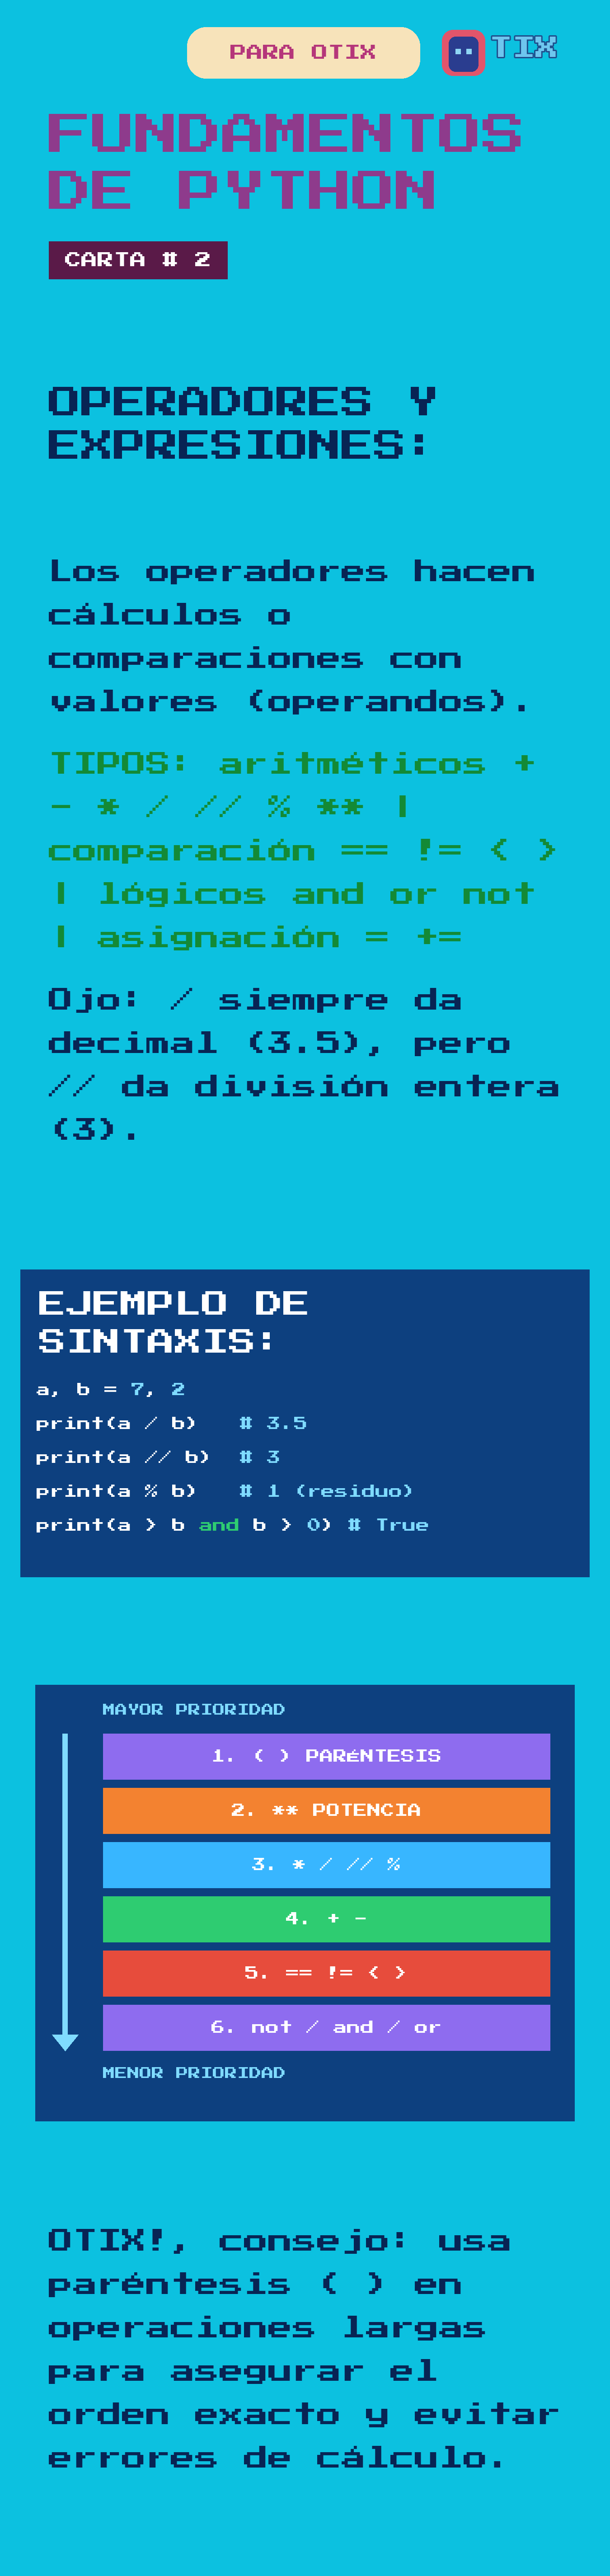 PARA OTIX
TIX
FUNDAMENTOS
DE PYTHON
CARTA # 2
OPERADORES Y
EXPRESIONES:
Los operadores hacen
cálculos o
comparaciones con
valores (operandos).
TIPOS: aritméticos +
- * / // % ** |
comparación == != < >
| lógicos and or not
| asignación = +=
Ojo: / siempre da
decimal (3.5), pero
// da división entera
(3).
EJEMPLO DE
SINTAXIS:
a, b = 7, 2
print(a / b)   # 3.5
print(a // b)  # 3
print(a % b)   # 1 (residuo)
print(a > b and b > 0) # True
MAYOR PRIORIDAD
1. ( ) PARéNTESIS
2. ** POTENCIA
3. * / // %
4. + -
5. == != < >
6. not / and / or
MENOR PRIORIDAD
OTIX!, consejo: usa
paréntesis ( ) en
operaciones largas
para asegurar el
orden exacto y evitar
errores de cálculo.